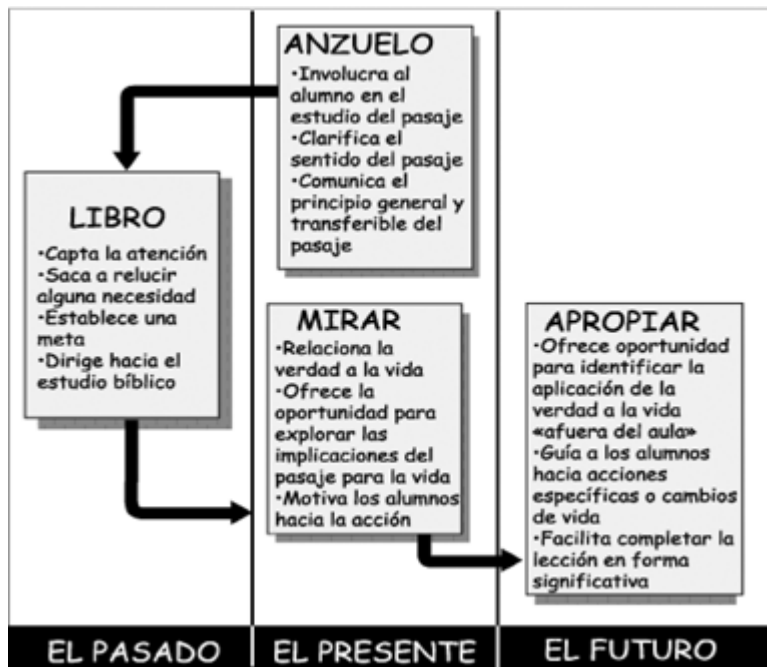 ANZUELO
•Involucra al
alumno en el
estudio del pasaje
•Clarifica el
sentido del pasaje
•Comunica el
principio general y
transferible del
pasaje
LIBRO
•Capta la atención
•Saca a relucir
alguna necesidad
•Establece una
meta
•Dirige hacia el
estudio bíblico
MIRAR
•Relaciona la
verdad a la vida
•Ofrece la
oportunidad para
explorar las
implicaciones del
pasaje para la vida
•Motiva los alumnos
hacia la acción
APROPIAR
•Ofrece oportunidad
para identificar la
aplicación de la
verdad a la vida
«afuera del aula»
•Guía a los alumnos
hacia acciones
específicas o cambios
de vida
•Facilita completar la
lección en forma
significativa
EL PASADO
EL PRESENTE
EL FUTURO